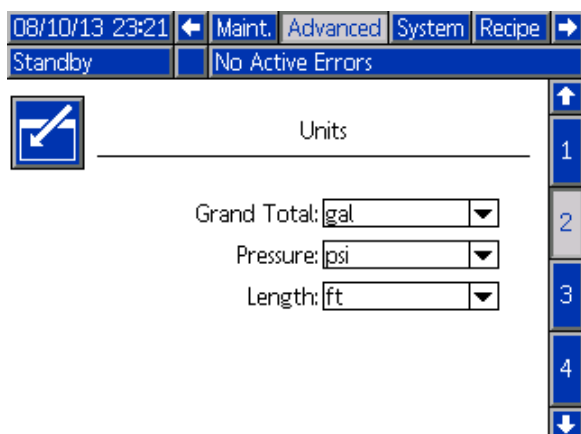 08/10/13 23:21 Maint. Advanced System Recipe
Standby No Active Errors
Units
1
Grand Total: gal
2
Pressure: psi
Length: ft
3
4